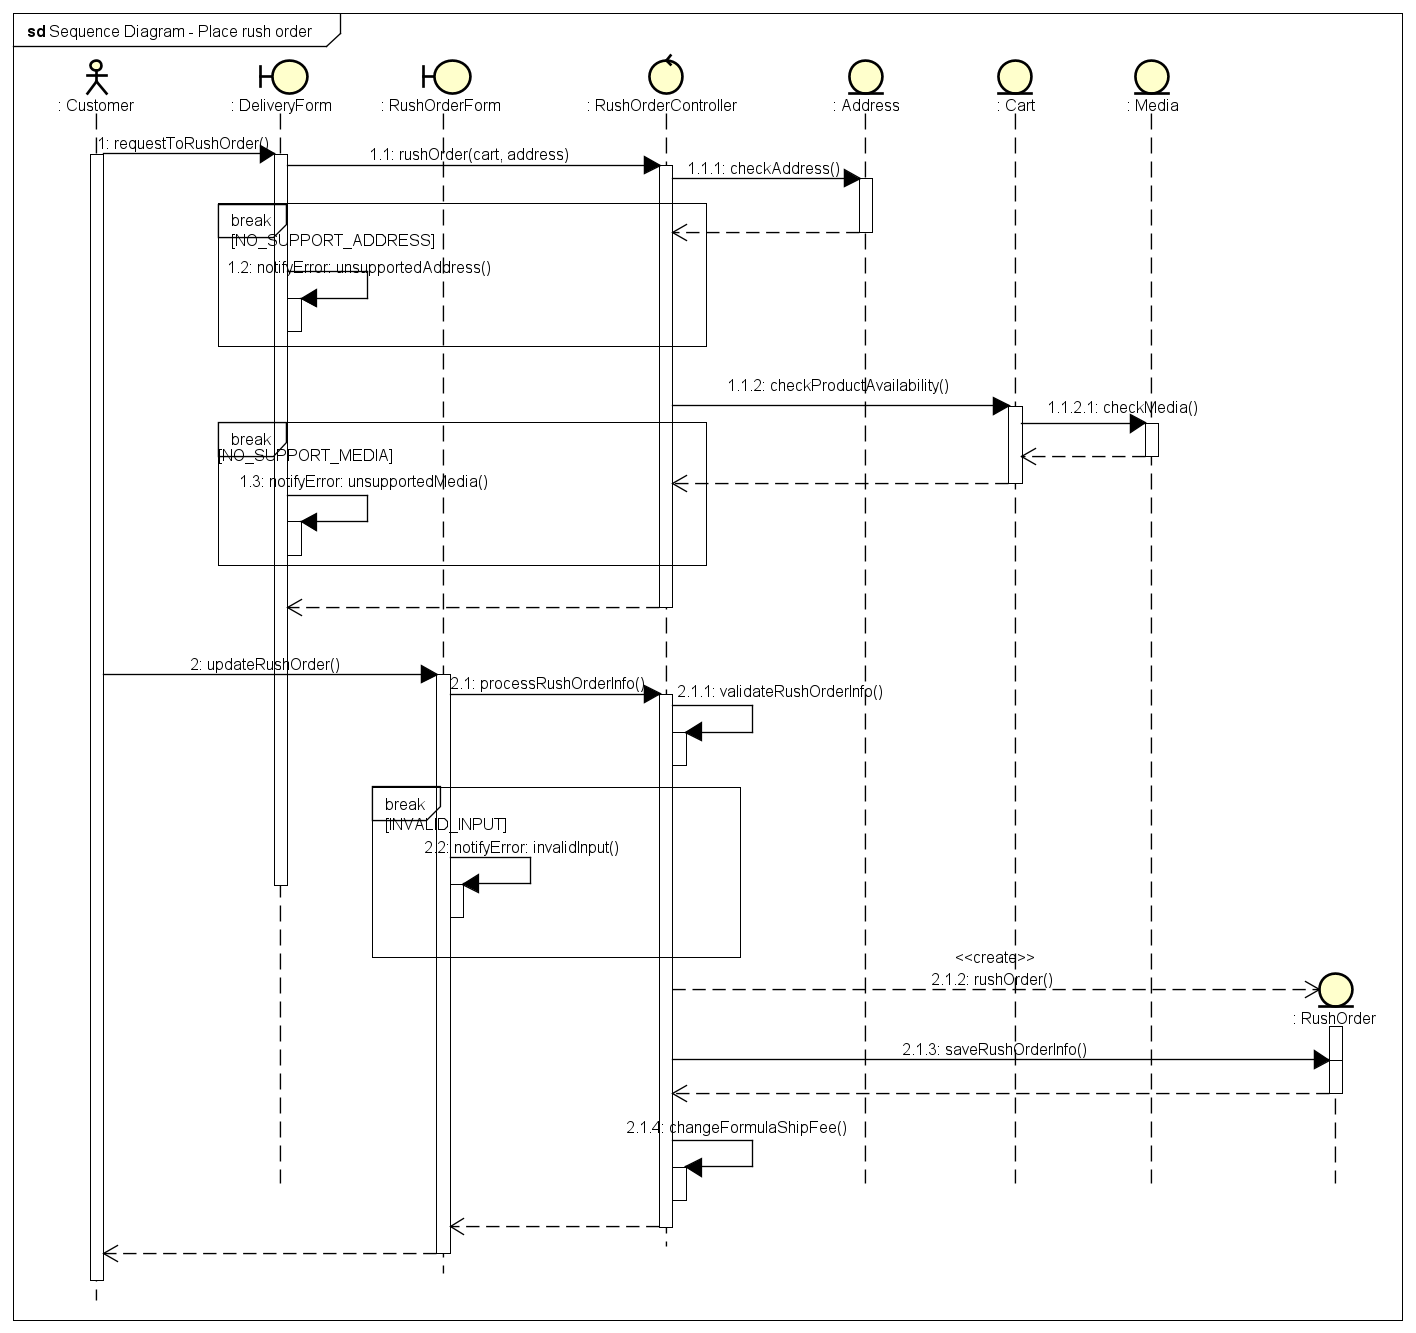 sd Sequence Diagram - Place rush order
: Customer
: DeliveryForm
: RushOrderForm
: RushOrderController
: Address
: Cart
: Media
1: requestToRushOrder()
1.1: rushOrder(cart, address)
1.1.1: checkAddress()
break
[NO_SUPPORT_ADDRESS]
1.2: notifyError: unsupportedAddress()
1.1.2: checkProductAvailability()
1.1.2.1: checkMedia()
break
[NO_SUPPORT_MEDIA]
1.3: notifyError: unsupportedMedia()
2: updateRushOrder()
2.1: processRushOrderInfo()
2.1.1: validateRushOrderInfo()
break
[INVALID_INPUT]
2.2: notifyError: invalidInput()
<<create>>
2.1.2: rushOrder()
: RushOrder
2.1.3: saveRushOrderInfo()
2.1.4: changeFormulaShipFee()